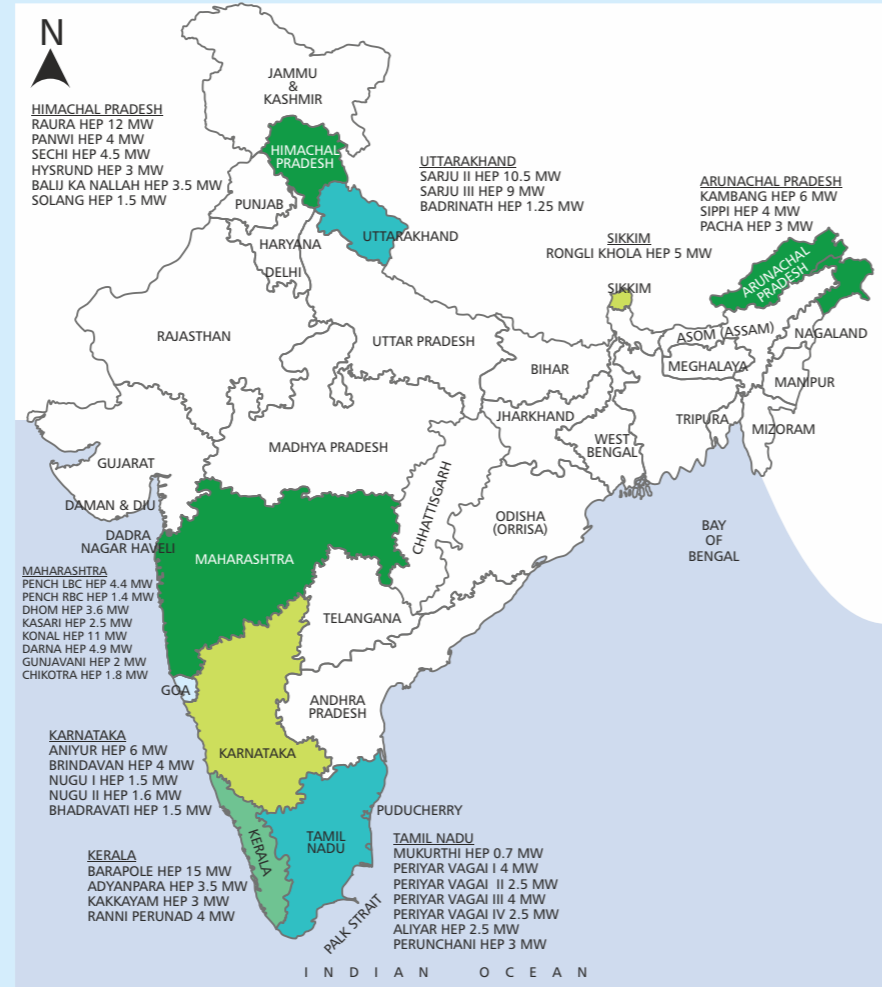 N
JAMMU
&
KASHMIR
HIMACHAL PRADESH
RAURA HEP 12 MW
PANWI HEP 4 MW
SECHI HEP 4.5 MW
HYSRUND HEP 3 MW
BALIJ KA NALLAH HEP 3.5 MW
SOLANG HEP 1.5 MW
HIMACHAL
PRADESH
UTTARAKHAND
SARJU II HEP 10.5 MW
SARJU III HEP 9 MW
BADRINATH HEP 1.25 MW
ARUNACHAL PRADESH
KAMBANG HEP 6 MW
SIPPI HEP 4 MW
PACHA HEP 3 MW
PUNJAB
UTTARAKHAND
HARYANA
DELHI
SIKKIM
RONGLI KHOLA HEP 5 MW
SIKKIM
ARUNACHAL
PRADESH
RAJASTHAN
UTTAR PRADESH
ASOM (ASSAM)
NAGALAND
BIHAR
MEGHALAYA
MANIPUR
JHARKHAND
TRIPURA
MIZORAM
MADHYA PRADESH
WEST
BENGAL
GUJARAT
CHHATTISGARH
DAMAN & DIU
ODISHA
(ORRISA)
DADRA
NAGAR HAVELI
BAY
OF
BENGAL
MAHARASHTRA
MAHARASHTRA
PENCH LBC HEP 4.4 MW
PENCH RBC HEP 1.4 MW
DHOM HEP 3.6 MW
KASARI HEP 2.5 MW
KONAL HEP 11 MW
DARNA HEP 4.9 MW
GUNJAVANI HEP 2 MW
CHIKOTRA HEP 1.8 MW
TELANGANA
GOA
ANDHRA
PRADESH
KARNATAKA
ANIYUR HEP 6 MW
BRINDAVAN HEP 4 MW
NUGU I HEP 1.5 MW
NUGU II HEP 1.6 MW
BHADRAVATI HEP 1.5 MW
KARNATAKA
PUDUCHERRY
KERALA
BARAPOLE HEP 15 MW
ADYANPARA HEP 3.5 MW
KAKKAYAM HEP 3 MW
RANNI PERUNAD 4 MW
KERALA
TAMIL
NADU
TAMIL NADU
MUKURTHI HEP 0.7 MW
PERIYAR VAGAI I 4 MW
PERIYAR VAGAI II 2.5 MW
PERIYAR VAGAI III 4 MW
PERIYAR VAGAI IV 2.5 MW
ALIYAR HEP 2.5 MW
PERUNCHANI HEP 3 MW
PALK STRAIT
INDIAN OCEAN